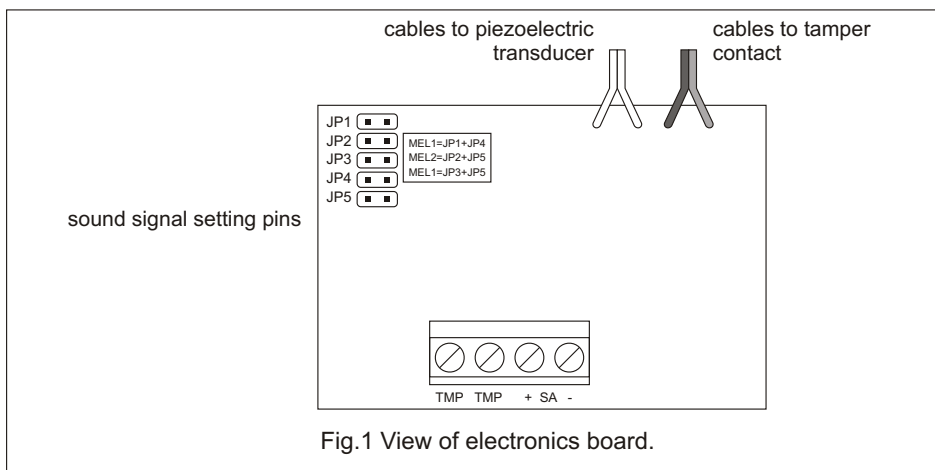 cables to piezoelectric
transducer
cables to tamper
contact
JP1
JP2
JP3
JP4
JP5
MEL1=JP1+JP4
MEL2=JP2+JP5
MEL1=JP3+JP5
sound signal setting pins
TMP TMP + SA -
Fig.1 View of electronics board.